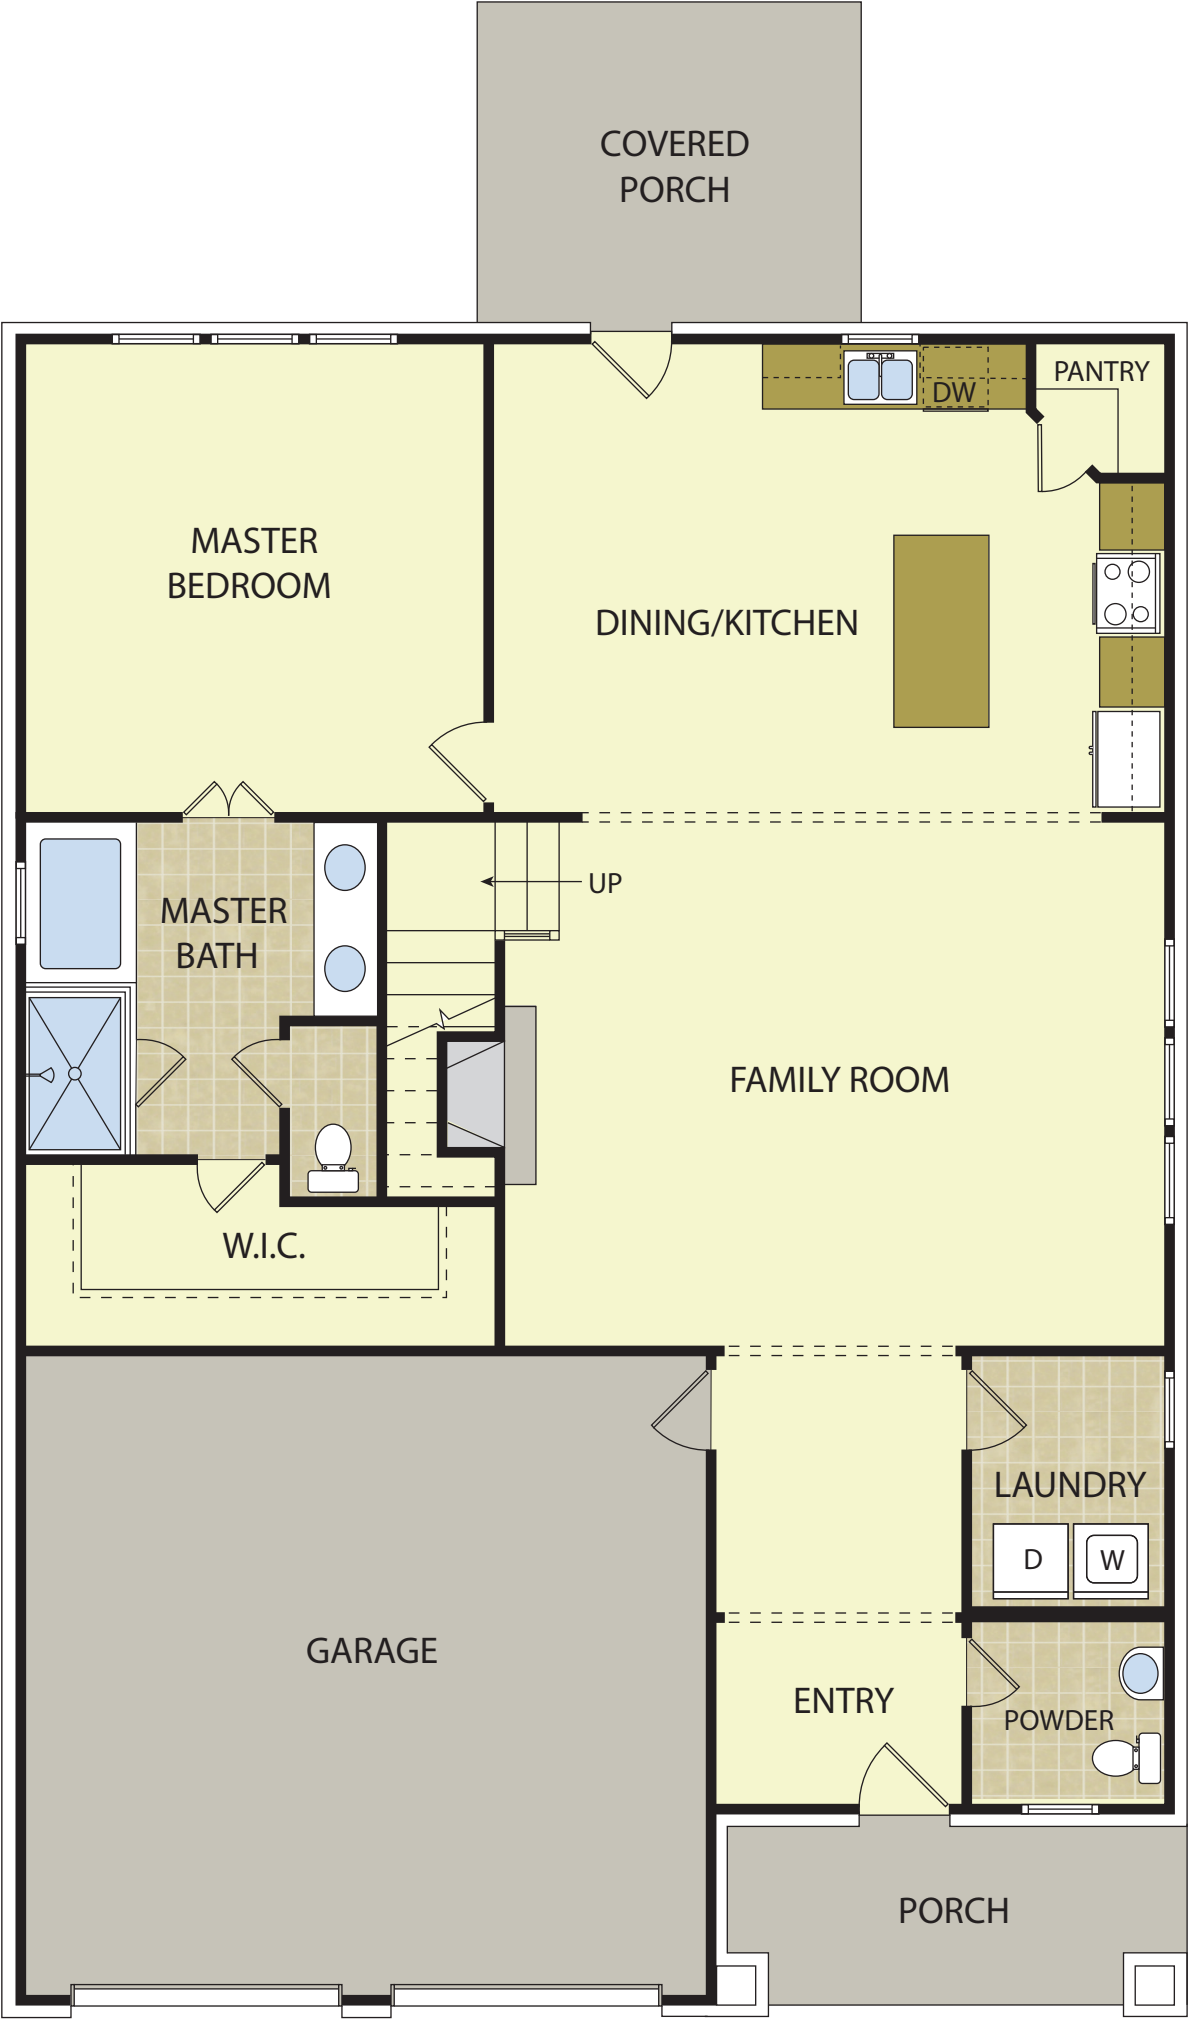 COVERED
PORCH
PANTRY
DW
MASTER
BEDROOM
DINING/KITCHEN
UP
MASTER
BATH
FAMILY ROOM
W.I.C.
LAUNDRY
D
W
GARAGE
ENTRY
POWDER
PORCH